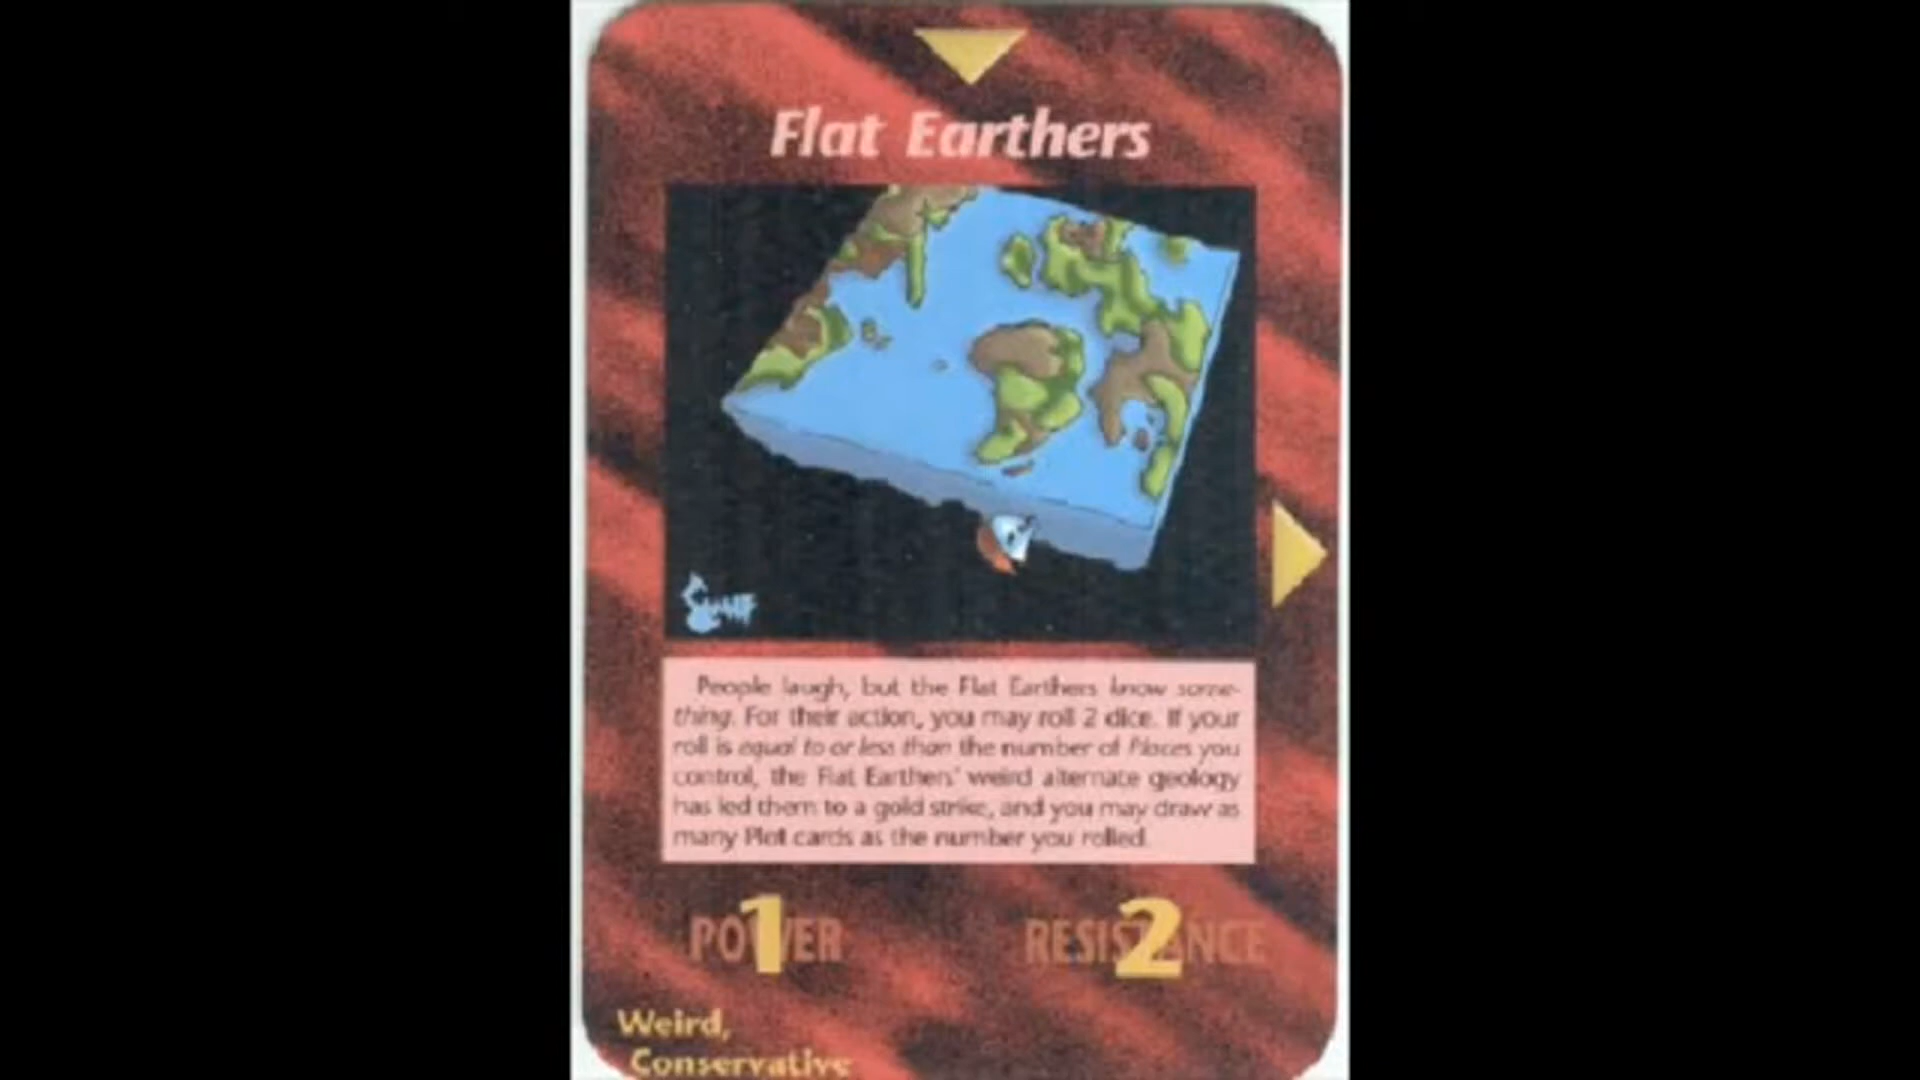 Flat Earthers
People laugh, but the Flat Earthers know some-
thing. For their action, you may roll 2 dice. If your
roll is equal to or less than the number of Places you
control, the Flat Earthers' weird alternate geology
has led them to a gold strike, and you may draw as
many Plot cards as the number you rolled.
POWER 1
RESISTANCE 2
Weird,
Conservative